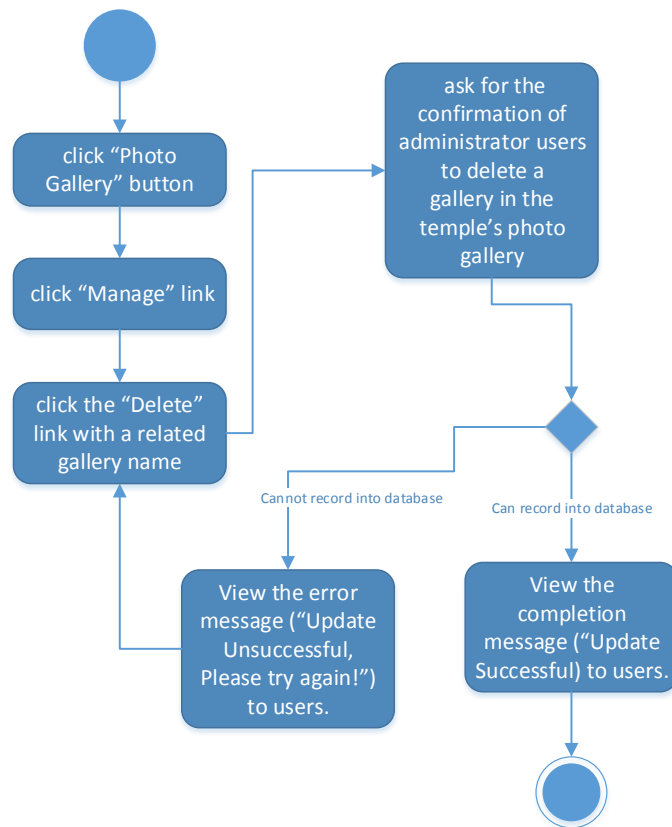 click “Photo
Gallery” button
click “Manage” link
click the “Delete”
link with a related
gallery name
ask for the
confirmation of
administrator users
to delete a
gallery in the
temple’s photo
gallery
Cannot record into database
Can record into database
View the error
message (“Update
Unsuccessful,
Please try again!”)
to users.
View the
completion
message (“Update
Successful) to users.